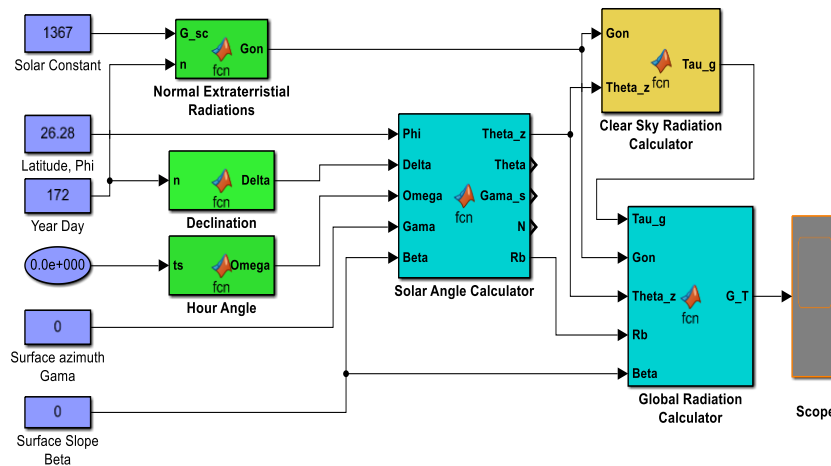 1367
Solar Constant
G_sc
n
Gon
fcn
Normal Extraterristial
Radiations
26.28
Latitude, Phi
172
Year Day
n
Delta
fcn
Declination
0.0e+000
ts
Omega
fcn
Hour Angle
0
Surface azimuth
Gama
0
Surface Slope
Beta
Phi
Delta
Omega
Gama
Beta
fcn
Theta_z
Theta
Gama_s
N
Rb
Solar Angle Calculator
Gon
Theta_z
Tau_g
fcn
Clear Sky Radiation
Calculator
Tau_g
Gon
Theta_z
Rb
Beta
fcn
G_T
Global Radiation
Calculator
Scope